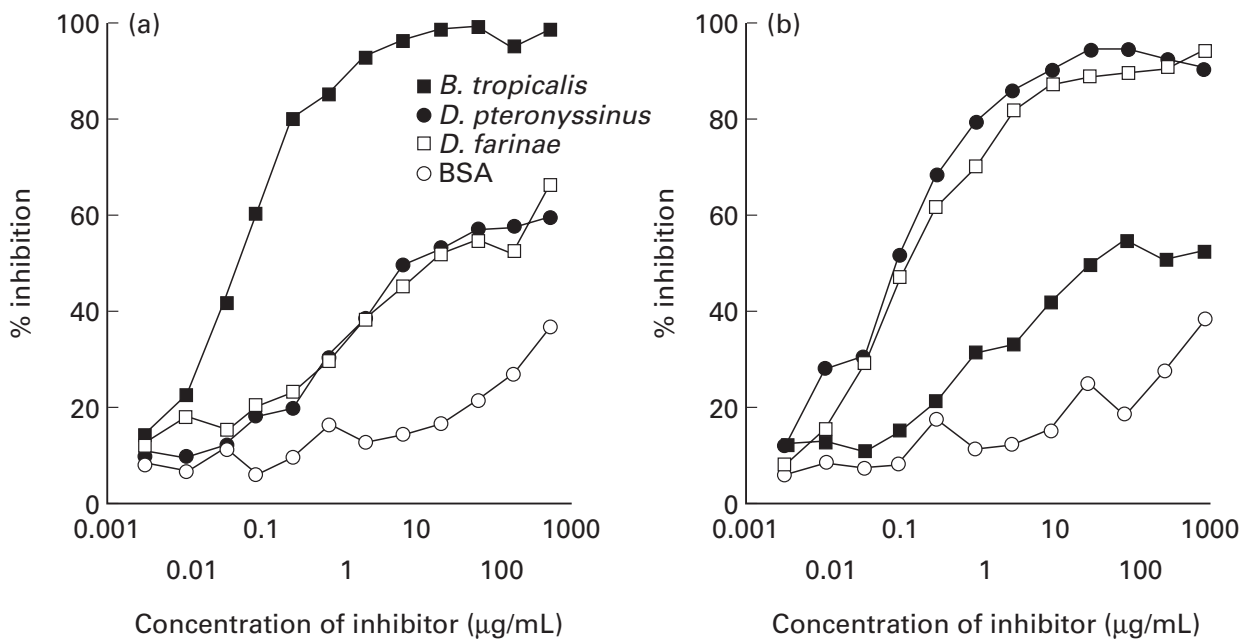 (a)
% inhibition
100
80
60
40
20
0
B. tropicalis
D. pteronyssinus
D. farinae
BSA
0.001 0.1 10 1000
0.01 1 100
Concentration of inhibitor (μg/mL)
(b)
% inhibition
100
80
60
40
20
0
0.001 0.1 10 1000
0.01 1 100
Concentration of inhibitor (μg/mL)